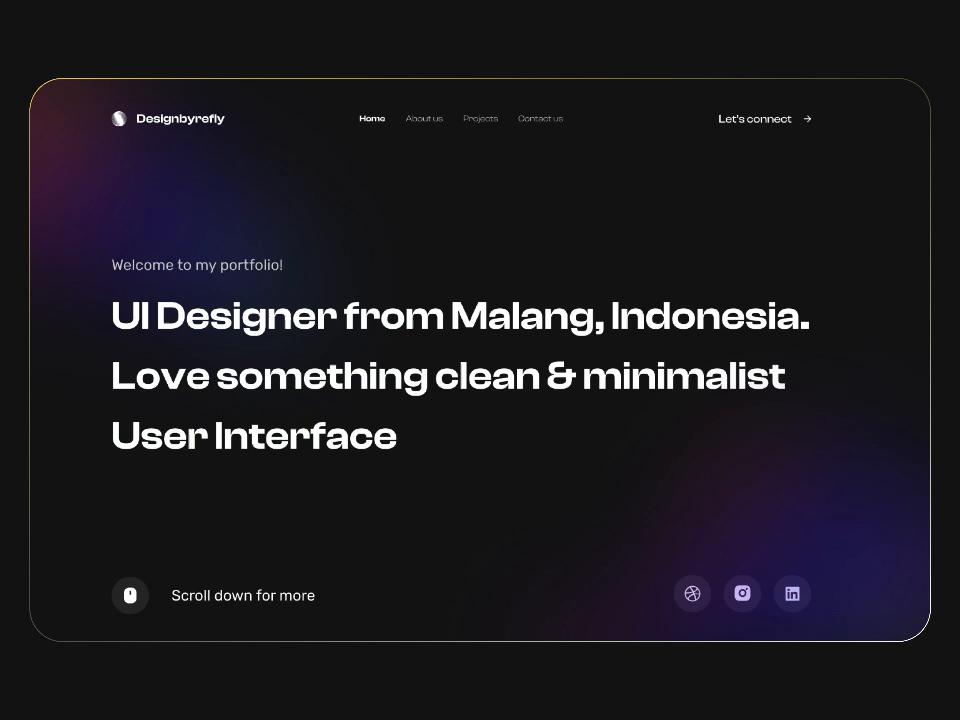 Designbyrefly
Home About us Projects Contact us
Let's connect →
Welcome to my portfolio!
UI Designer from Malang, Indonesia.
Love something clean & minimalist
User Interface
Scroll down for more